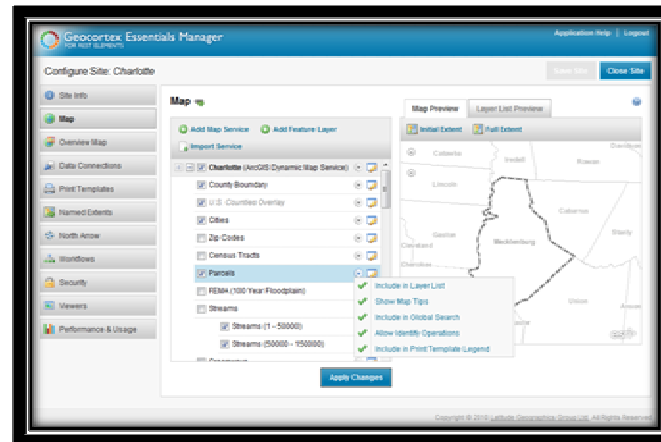 Geocortex Essentials Manager
FOR REST ELEMENTS
Application Help | Logout
Configure Site: Charlotte
Save Site
Close Site
Site Info
Map
Overview Map
Data Connections
Print Templates
Named Extents
North Arrow
Workflows
Security
Viewers
Performance & Usage
Map
Add Map Service
Add Feature Layer
Import Service
Charlotte (ArcGIS Dynamic Map Service)
County Boundary
U.S. Counties Overlay
Cities
Zip Codes
Census Tracts
Parcels
FEMA (100 Year Floodplain)
Streams
Streams (1 - 50000)
Streams (50000 - 150000)
Apply Changes
Map Preview
Layer List Preview
Initial Extent
Full Extent
Catawba
Iredell
Rowan
Davidson
Lincoln
Cabarrus
Gaston
Stanly
Cleveland
Mecklenburg
Cherokee
Union
Anson
Include in Layer List
Show Map Tips
Include in Global Search
Allow Identify Operations
Include in Print Template Legend
Copyright © 2010 Latitude Geographics Group Ltd. All Rights Reserved